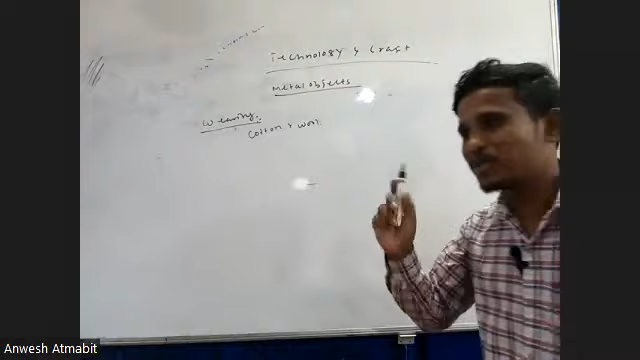 Technology & Craft
Metal objects
Weaving:
Cotton & wool
Anwesh Atmabit